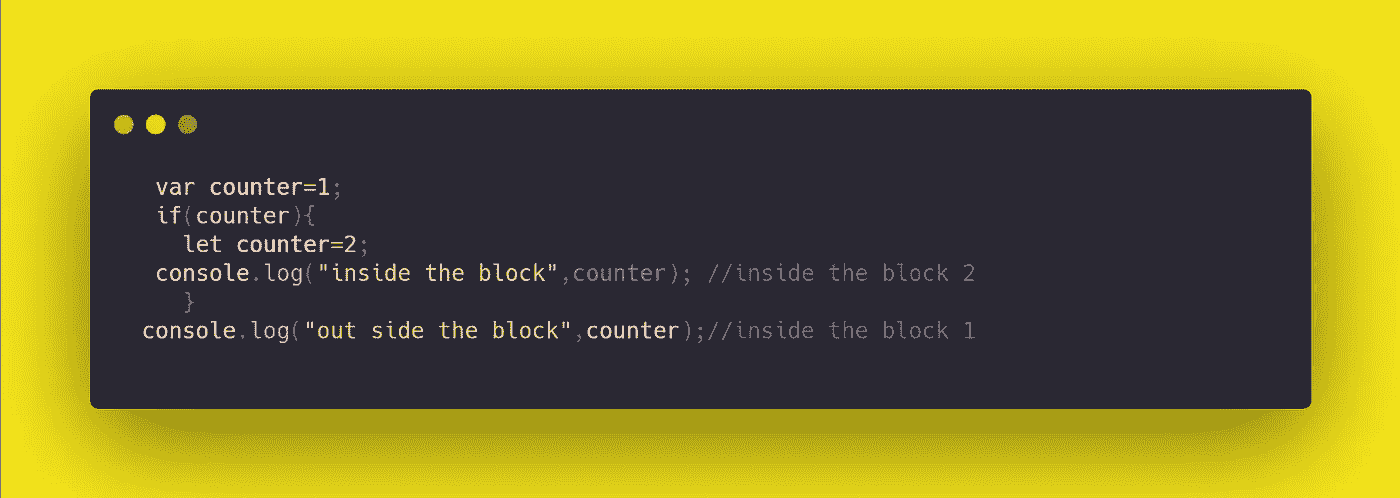 var counter=1;
if(counter){
let counter=2;
console.log("inside the block",counter); //inside the block 2
}
console.log("out side the block",counter);//inside the block 1